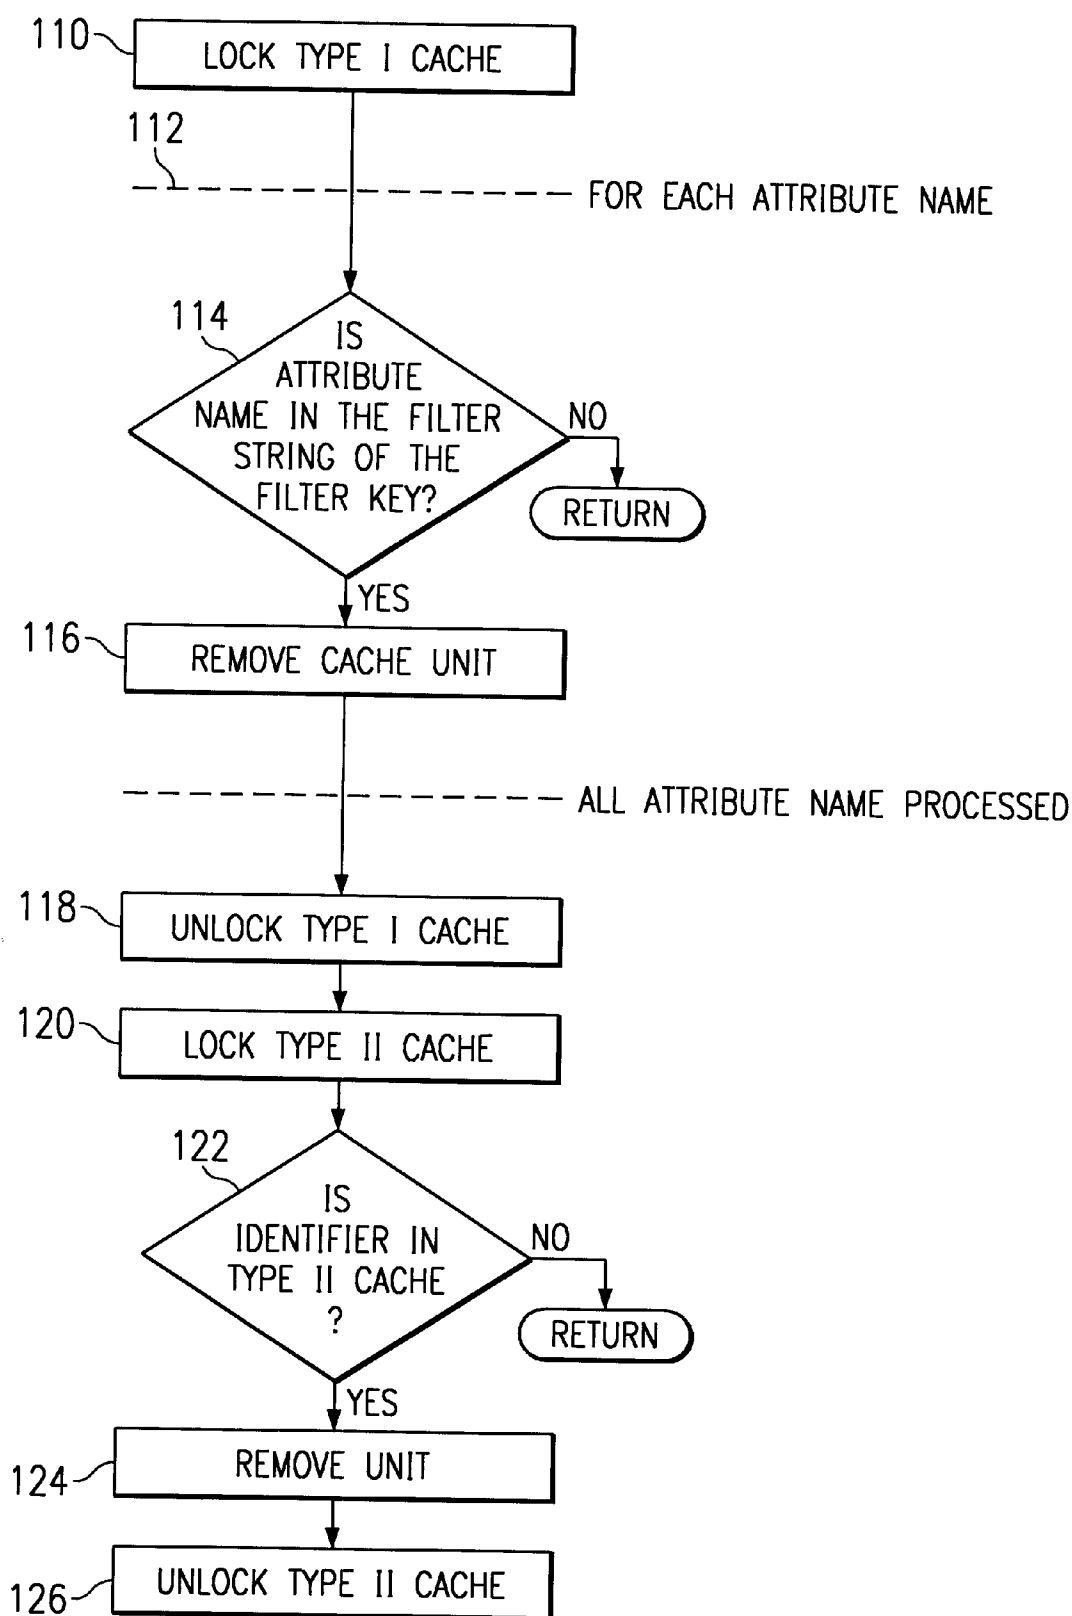 110
LOCK TYPE I CACHE
112
FOR EACH ATTRIBUTE NAME
114
IS
ATTRIBUTE
NAME IN THE FILTER
STRING OF THE
FILTER KEY?
NO
RETURN
YES
116
REMOVE CACHE UNIT
ALL ATTRIBUTE NAME PROCESSED
118
UNLOCK TYPE I CACHE
120
LOCK TYPE II CACHE
122
IS
IDENTIFIER IN
TYPE II CACHE
?
NO
RETURN
YES
124
REMOVE UNIT
126
UNLOCK TYPE II CACHE